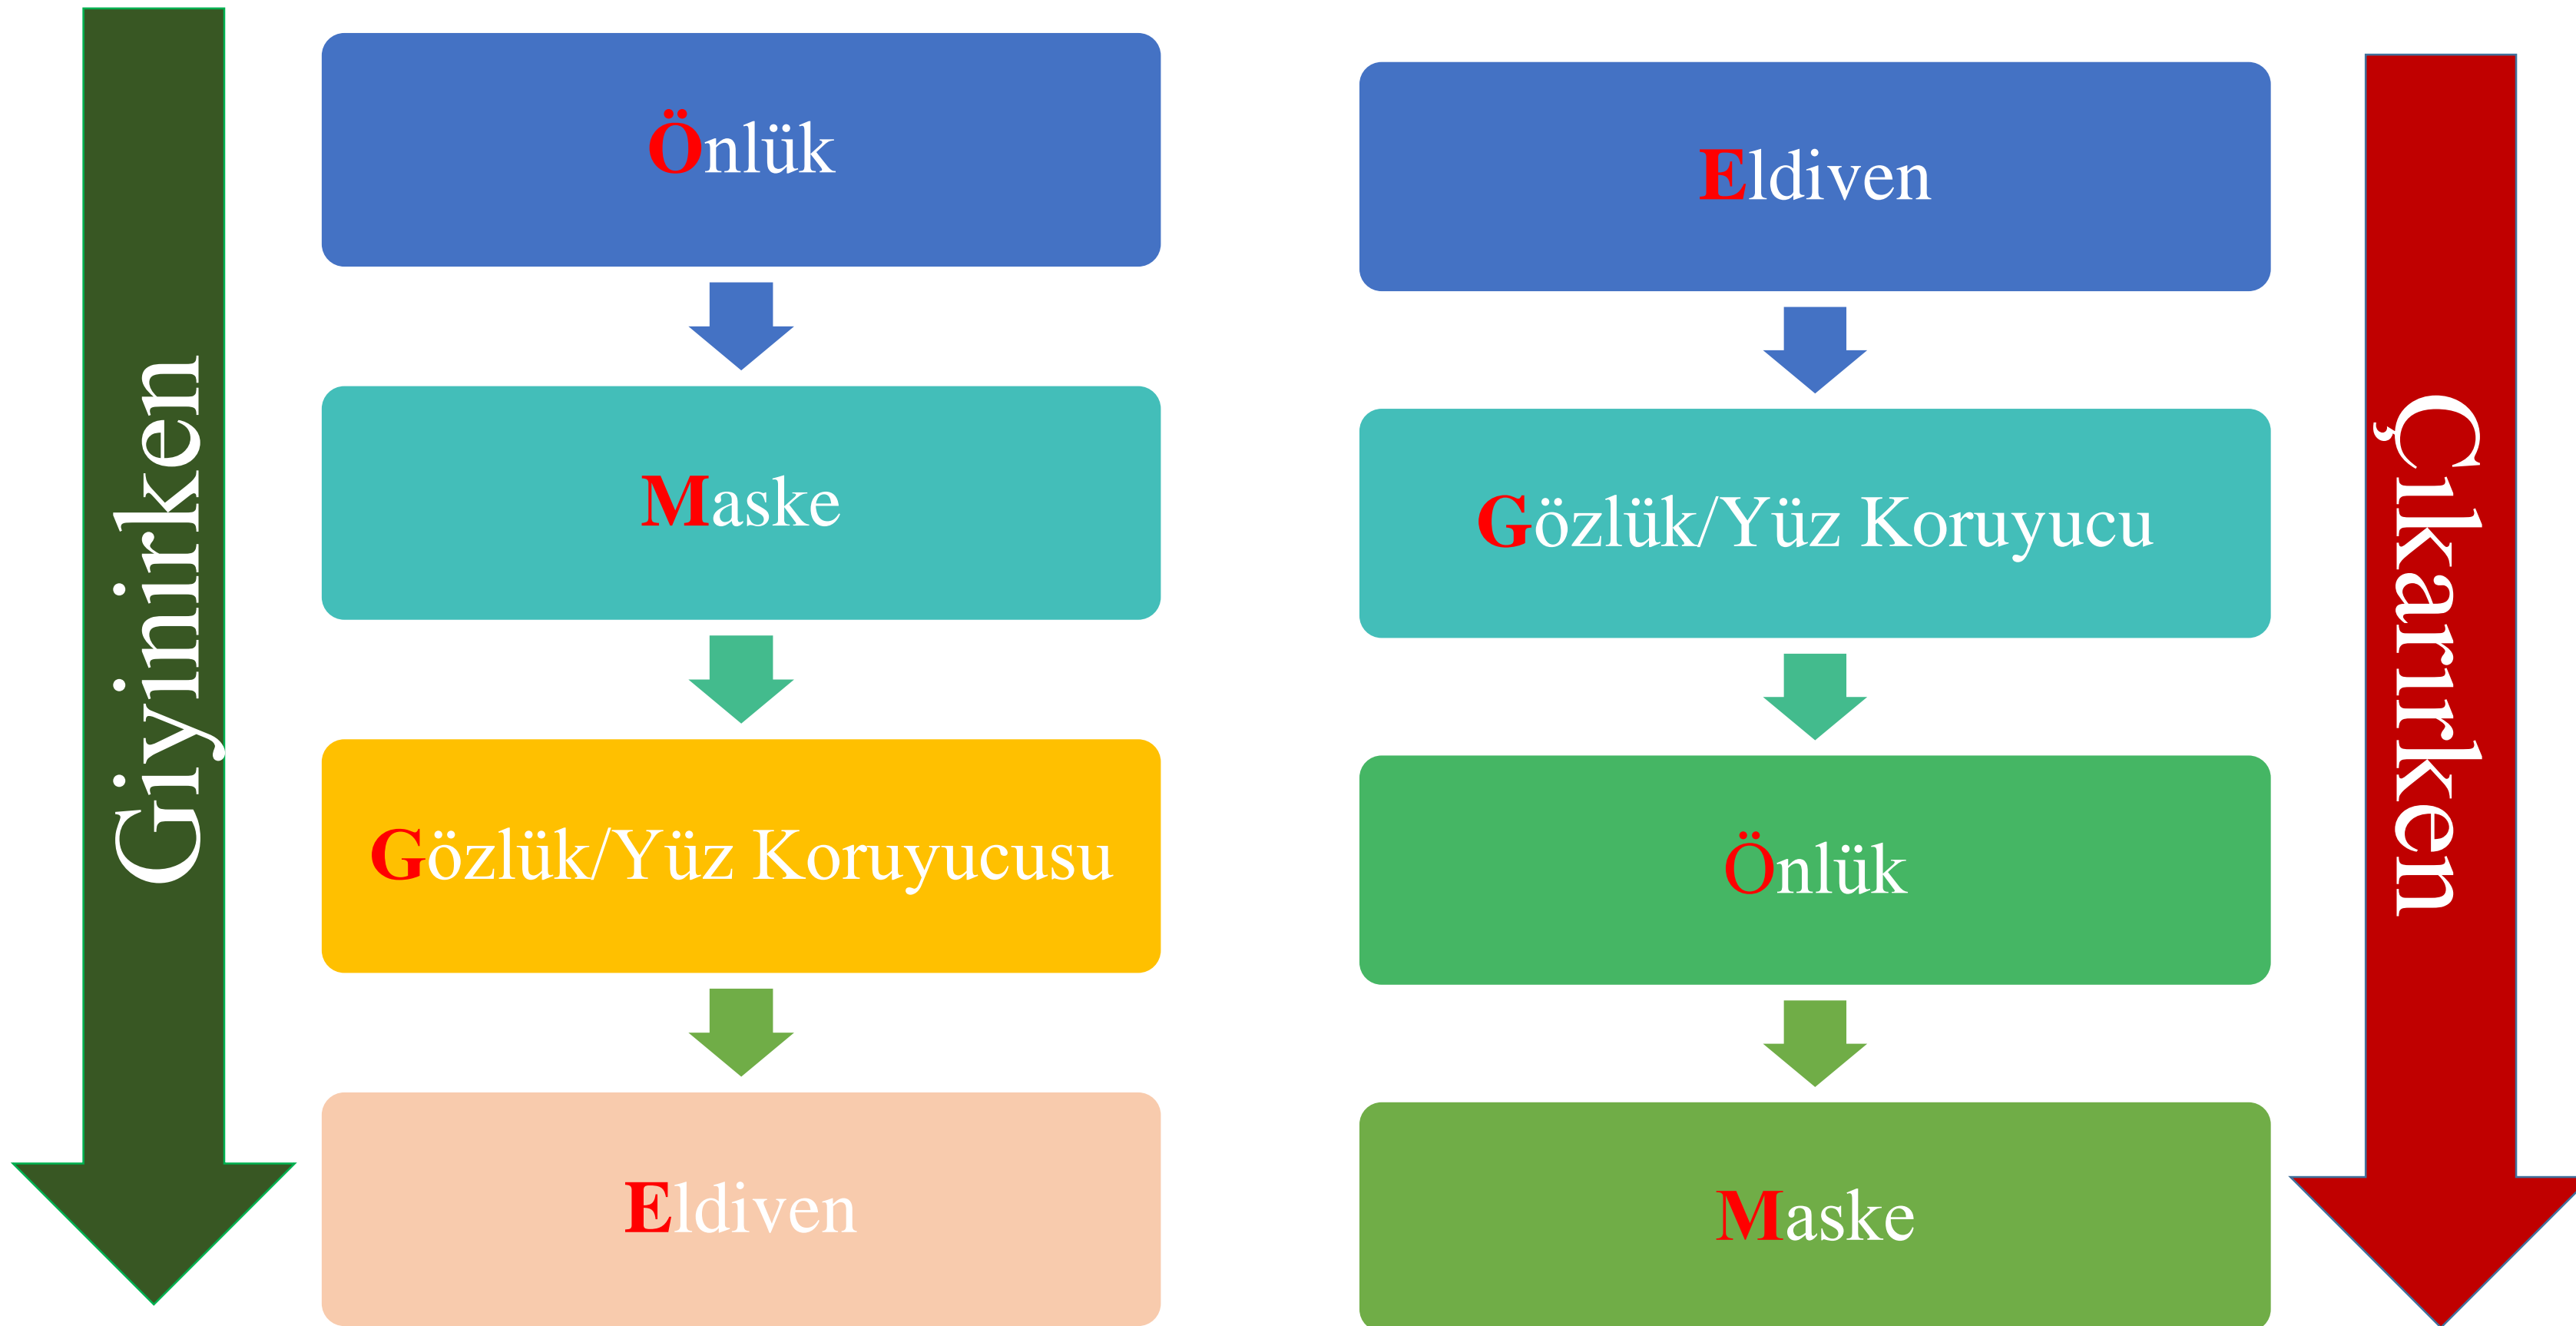 Giyinirken
Önlük
Maske
Gözlük/Yüz Koruyucusu
Eldiven
Eldiven
Gözlük/Yüz Koruyucu
Önlük
Maske
Çıkarırken